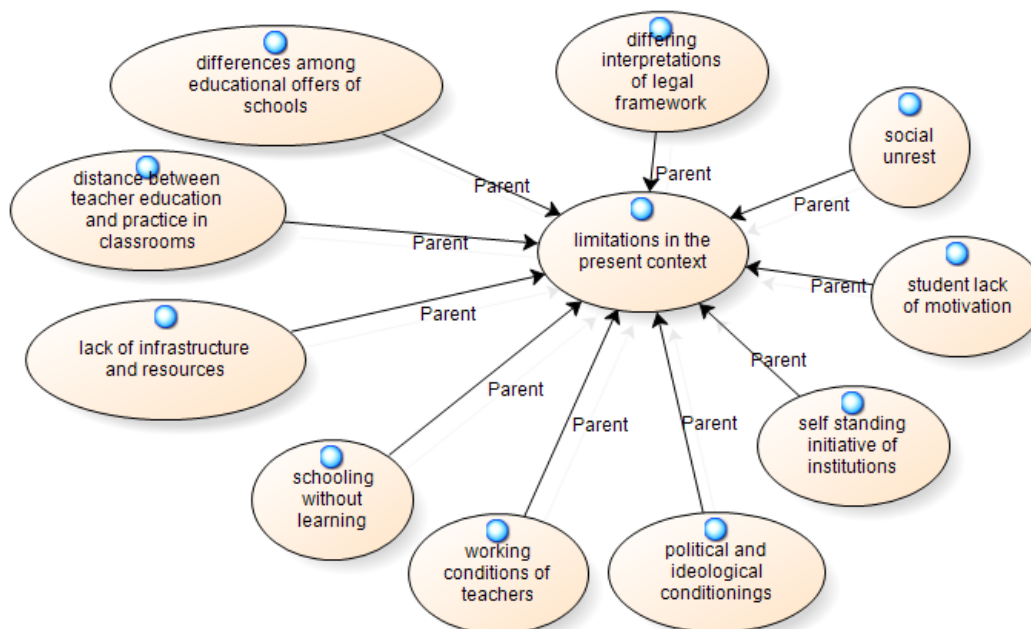 differences among
educational offers of
schools
differing
interpretations
of legal
framework
social
unrest
Parent
Parent
Parent
distance between
teacher education
and practice in
classrooms
Parent
limitations in the
present context
student lack
of motivation
Parent
Parent
lack of infrastructure
and resources
Parent
Parent
Parent
Parent
self standing
initiative of
institutions
schooling
without
learning
working
conditions of
teachers
political and
ideological
conditionings